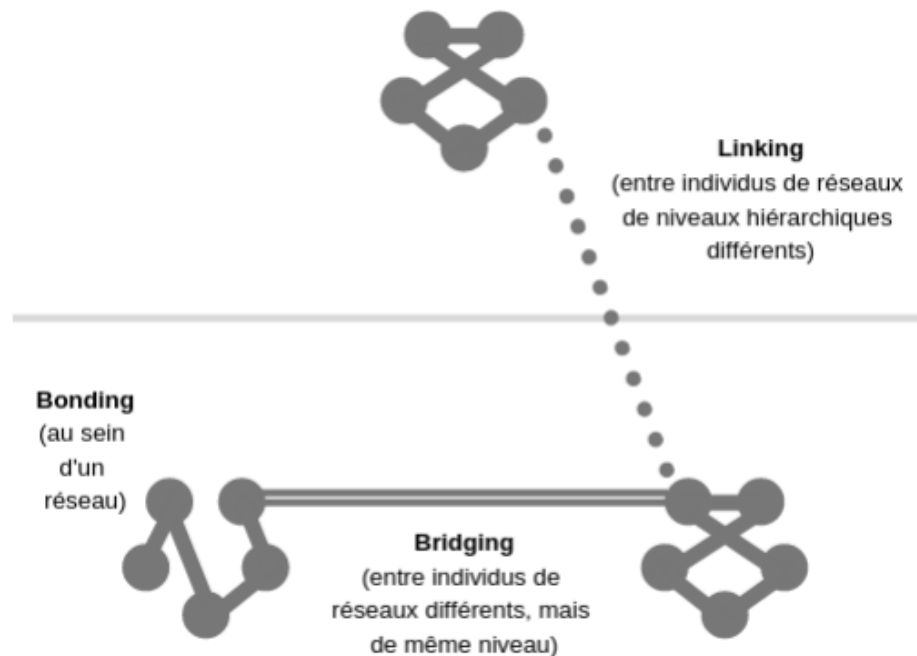 Linking
(entre individus de réseaux
de niveaux hiérarchiques
différents)
Bonding
(au sein
d'un
réseau)
Bridging
(entre individus de
réseaux différents, mais
de même niveau)